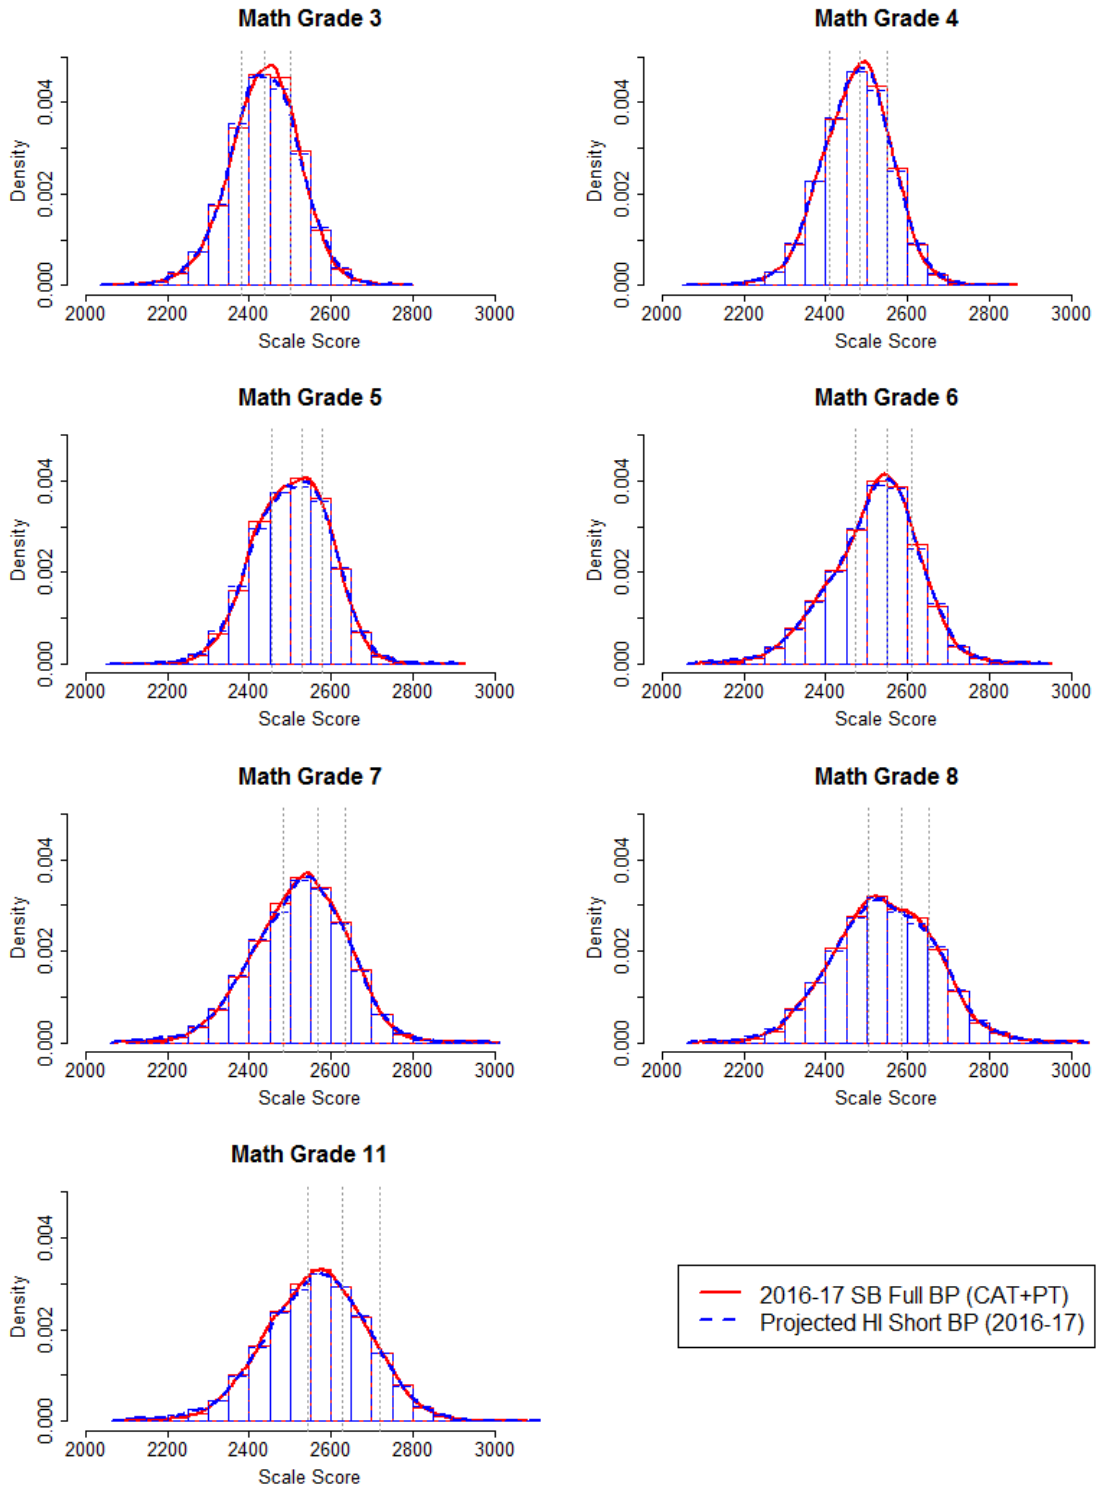 Math Grade 3
Density
0.000 0.002 0.004
2000 2200 2400 2600 2800 3000
Scale Score
Math Grade 4
Density
0.000 0.002 0.004
2000 2200 2400 2600 2800 3000
Scale Score
Math Grade 5
Density
0.000 0.002 0.004
2000 2200 2400 2600 2800 3000
Scale Score
Math Grade 6
Density
0.000 0.002 0.004
2000 2200 2400 2600 2800 3000
Scale Score
Math Grade 7
Density
0.000 0.002 0.004
2000 2200 2400 2600 2800 3000
Scale Score
Math Grade 8
Density
0.000 0.002 0.004
2000 2200 2400 2600 2800 3000
Scale Score
Math Grade 11
Density
0.000 0.002 0.004
2000 2200 2400 2600 2800 3000
Scale Score
2016-17 SB Full BP (CAT+PT)
Projected HI Short BP (2016-17)